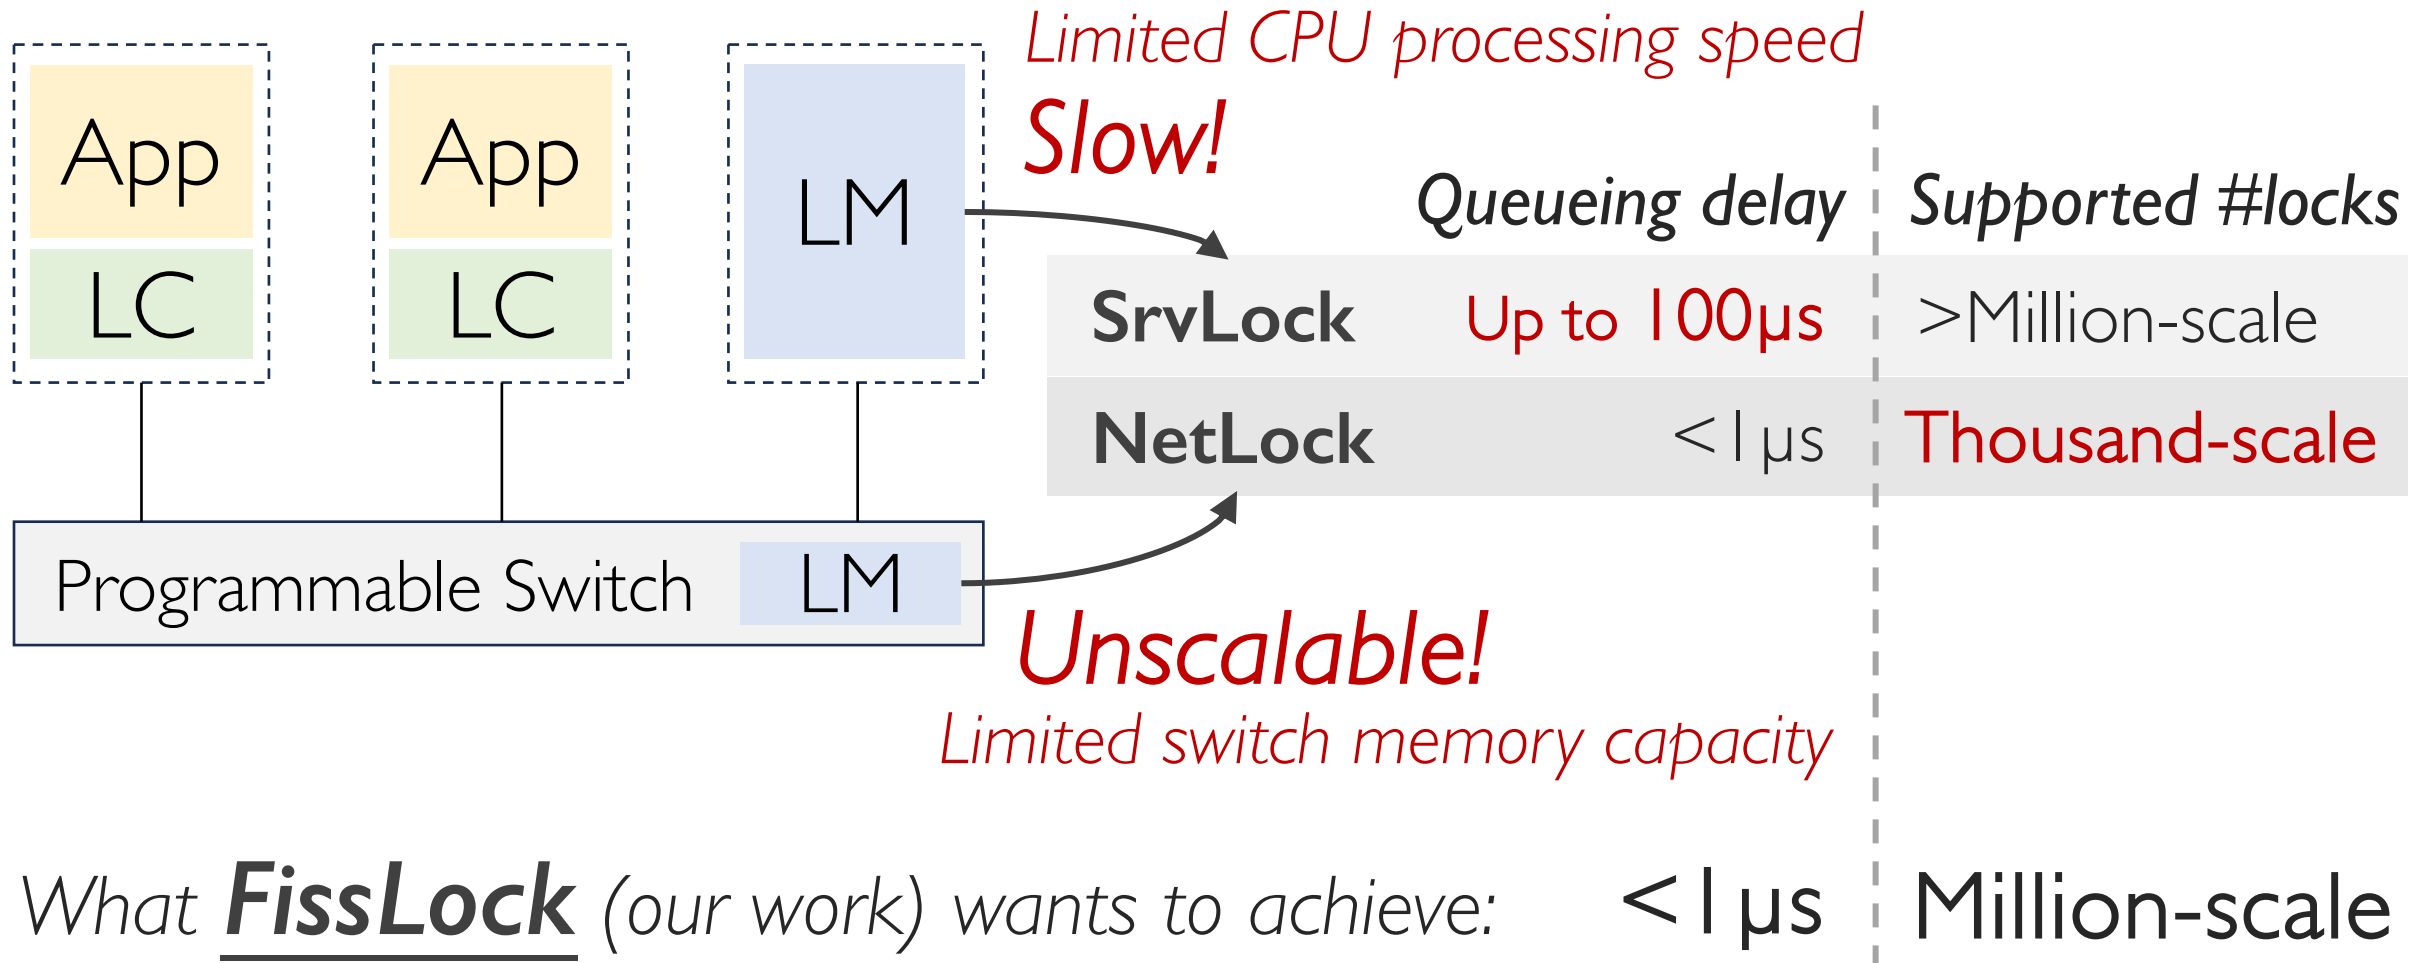 App
LC
App
LC
LM
Programmable Switch LM
Limited CPU processing speed
Slow!
Queueing delay Supported #locks
SrvLock Up to 100μs >Million-scale
NetLock <1μs Thousand-scale
Unscalable!
Limited switch memory capacity
What FissLock (our work) wants to achieve: <1μs Million-scale